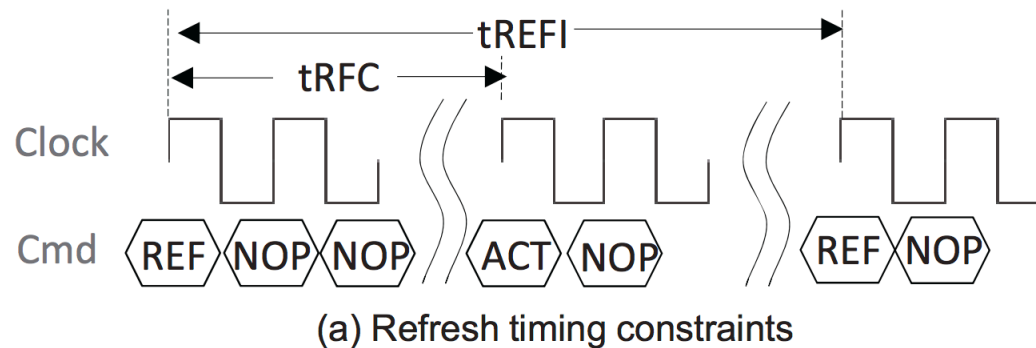 tREFI
tRFC
Clock
Cmd REF NOP NOP ACT NOP REF NOP
(a) Refresh timing constraints